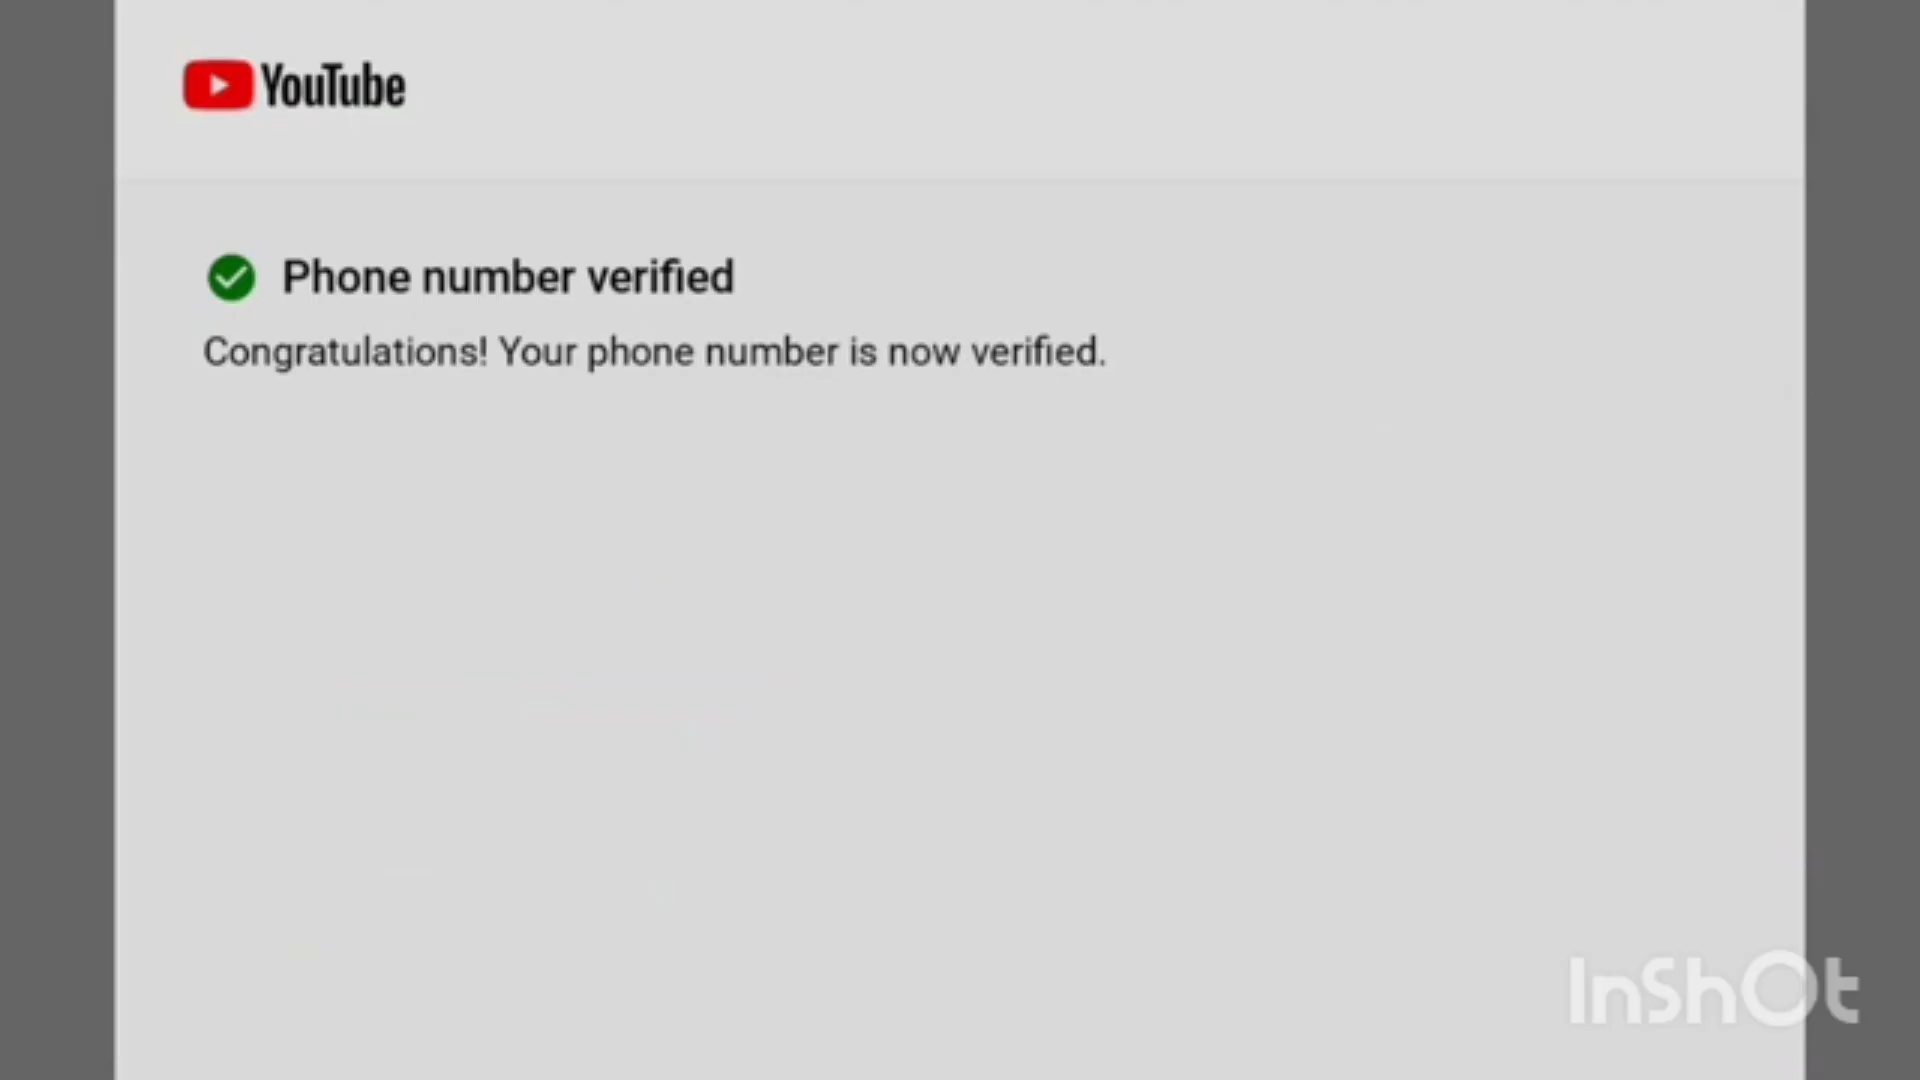 YouTube
Phone number verified
Congratulations! Your phone number is now verified.
InShOt